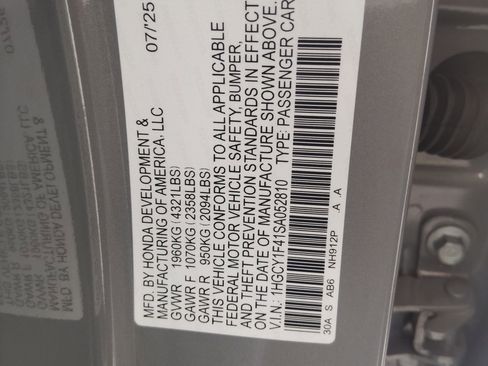 MFD. BY HONDA DEVELOPMENT & 07/25
MANUFACTURING OF AMERICA, LLC
GVWR 1960KG (4321LBS)
GAWR F 1070KG (2358LBS)
GAWR R 950KG (2094LBS)
THIS VEHICLE CONFORMS TO ALL APPLICABLE
FEDERAL MOTOR VEHICLE SAFETY, BUMPER,
AND THEFT PREVENTION STANDARDS IN EFFECT
ON THE DATE OF MANUFACTURE SHOWN ABOVE.
V.I.N.: 1HGCY1F41SA052810 TYPE: PASSENGER CAR
30A S AB6 NH912P .A .A